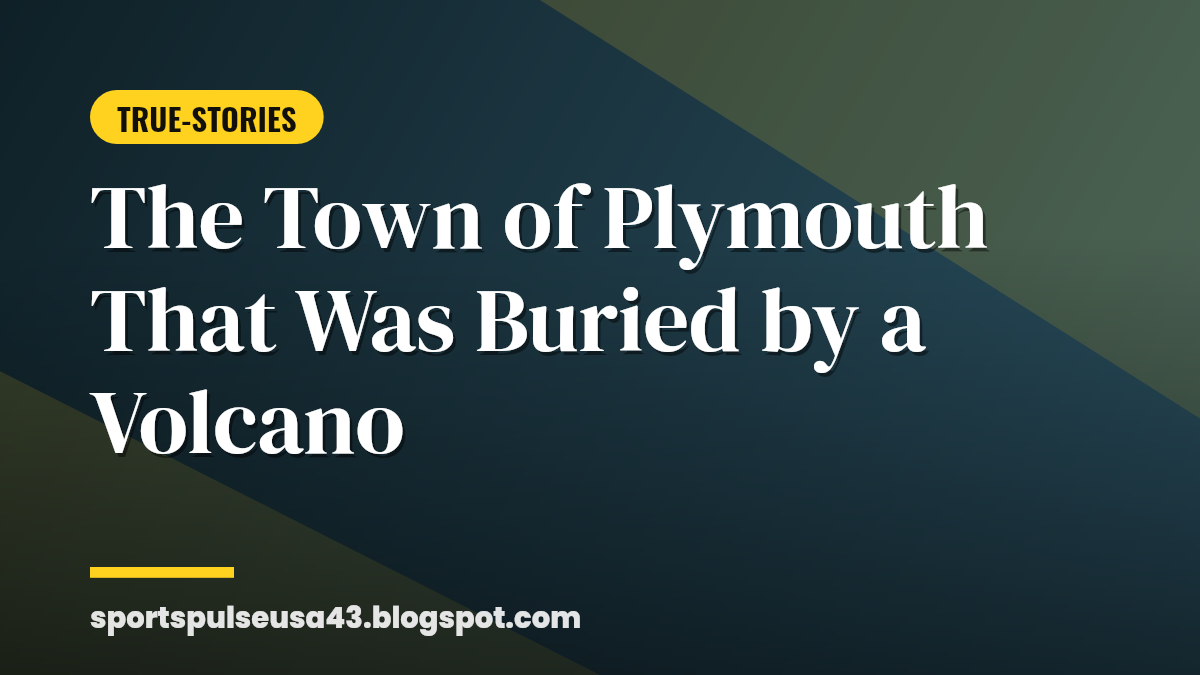 TRUE-STORIES
The Town of Plymouth
That Was Buried by a
Volcano
sportspulseusa43.blogspot.com